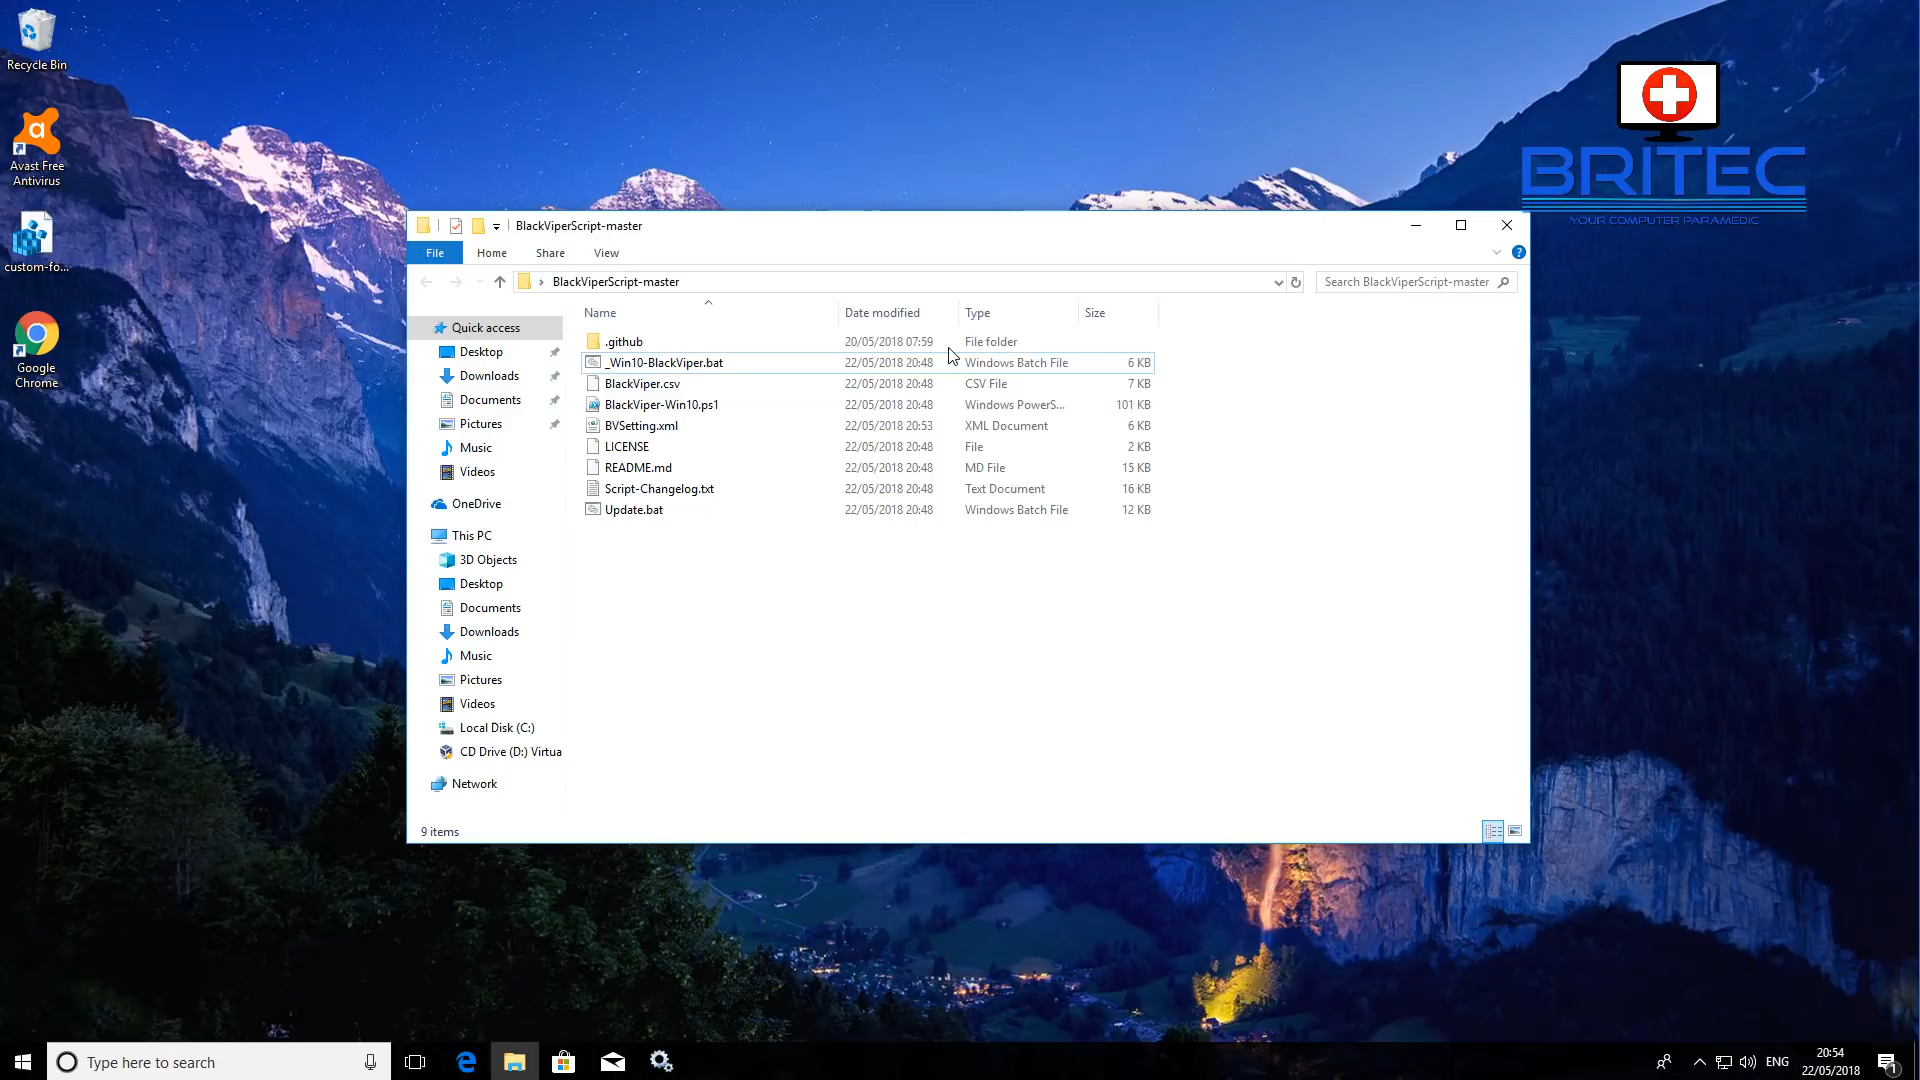 Recycle Bin
Avast Free
Antivirus
custom-fo...
Google
Chrome
BRITEC
YOUR COMPUTER PARAMEDIC
BlackViperScript-master
File Home Share View
BlackViperScript-master
Search BlackViperScript-master
Name Date modified Type Size
.github 20/05/2018 07:59 File folder
_Win10-BlackViper.bat 22/05/2018 20:48 Windows Batch File 6 KB
BlackViper.csv 22/05/2018 20:48 CSV File 7 KB
BlackViper-Win10.ps1 22/05/2018 20:48 Windows PowerS... 101 KB
BVSetting.xml 22/05/2018 20:53 XML Document 6 KB
LICENSE 22/05/2018 20:48 File 2 KB
README.md 22/05/2018 20:48 MD File 15 KB
Script-Changelog.txt 22/05/2018 20:48 Text Document 16 KB
Update.bat 22/05/2018 20:48 Windows Batch File 12 KB
Quick access
Desktop
Downloads
Documents
Pictures
Music
Videos
OneDrive
This PC
3D Objects
Desktop
Documents
Downloads
Music
Pictures
Videos
Local Disk (C:)
CD Drive (D:) Virtua
Network
9 items
Type here to search
ENG
20:54
22/05/2018
1